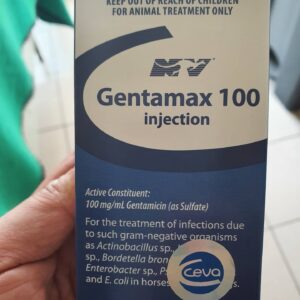 KEEP OUT OF REACH OF CHILDREN
FOR ANIMAL TREATMENT ONLY
NV
Gentamax 100
injection
Active Constituent:
100 mg/mL Gentamicin (as Sulfate)
For the treatment of infections due
to such gram-negative organisms
as Actinobacillus sp.,
sp., Bordetella
Enterobacter sp.,
and E. coli in
ceva